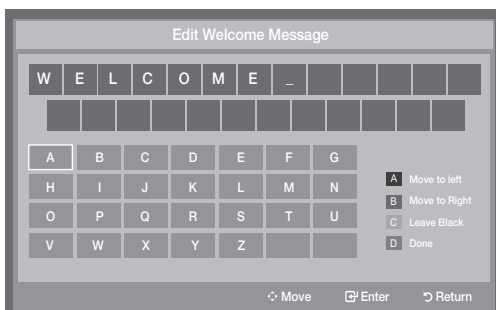 Edit Welcome Message
W E L C O M E _
A B C D E F G
H I J K L M N
O P Q R S T U
V W X Y Z
A Move to left
B Move to Right
C Leave Black
D Done
Move Enter Return